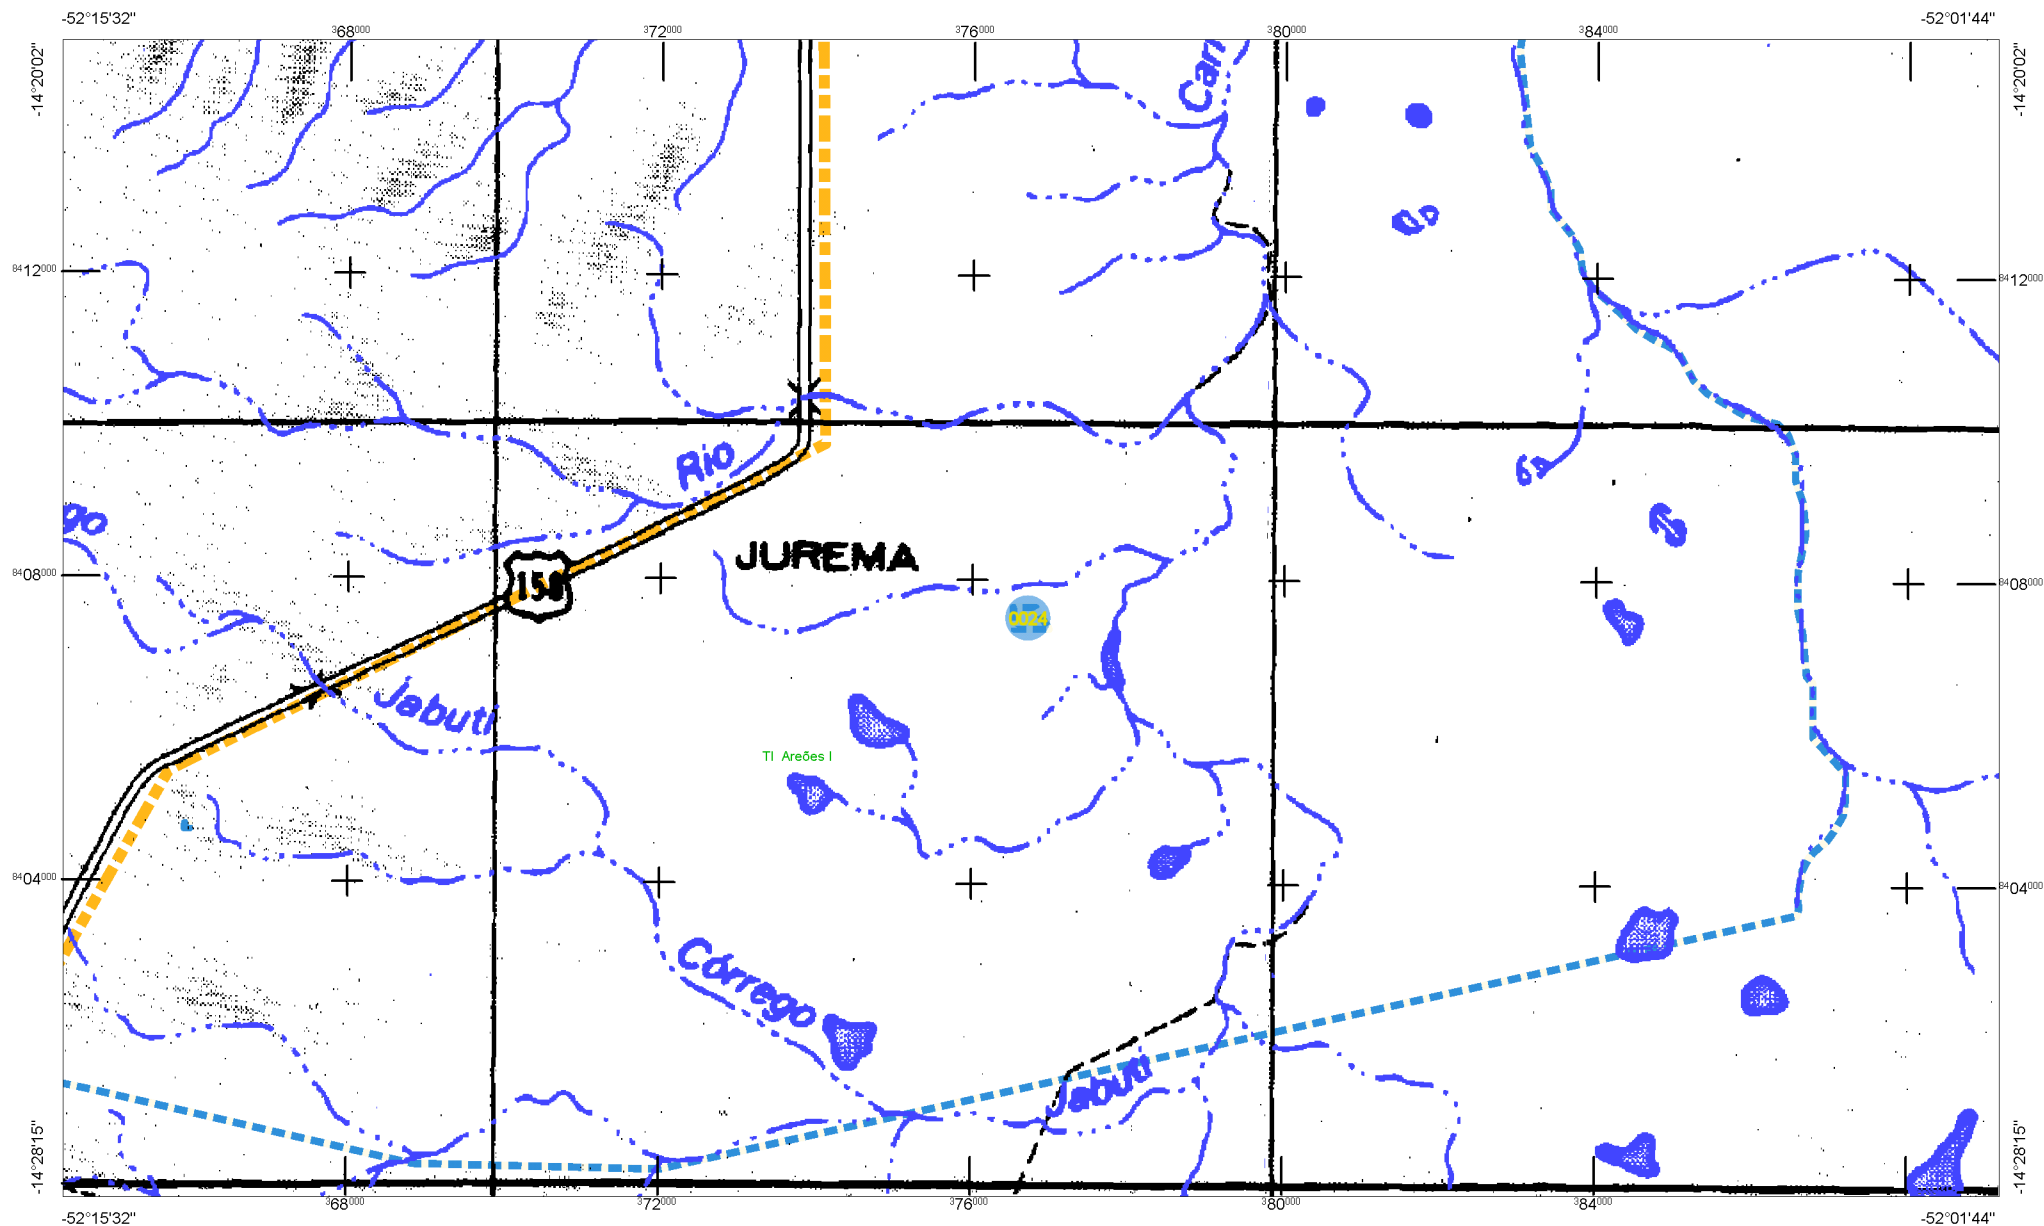 -52°15'32" -52°01'44"
368000 372000 376000 380000 384000
-14°20'02" -14°20'02"
Cari
8412000 8412000
Rio
go
JUREMA
8408000 8408000
158
0024
Jabuti
TI Areões I
8404000 8404000
Córrego
Jabuti
-14°28'15" -14°28'15"
368000 372000 376000 380000 384000
-52°15'32" -52°01'44"